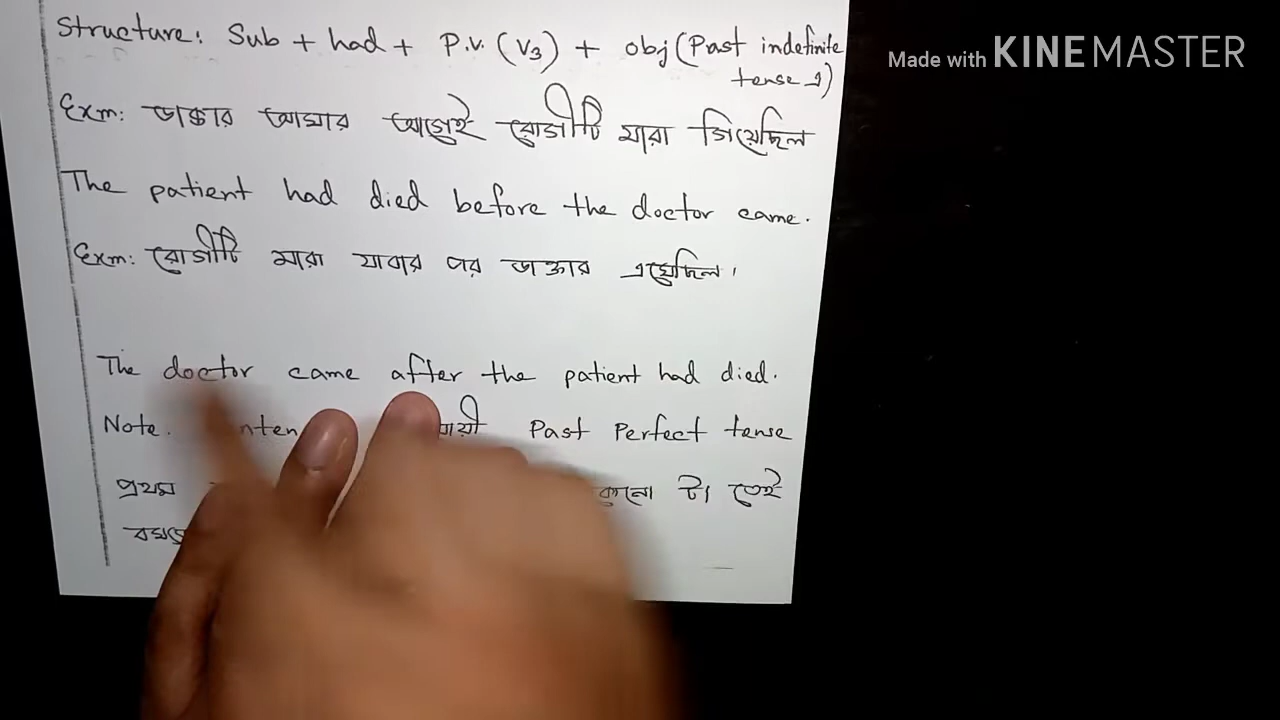 Structure: Sub + had + P.V. (V3) + obj (Past indefinite
tense এ)
Made with KINEMASTER
Exm: ডাক্তার আসার আগেই রোগীটি মারা গিয়েছিল
The patient had died before the doctor came.
Exm: রোগীটি মারা যাবার পর ডাক্তার এসেছিল।
The doctor came after the patient had died.
Note. Past Perfect tense
প্রথম টা তেই